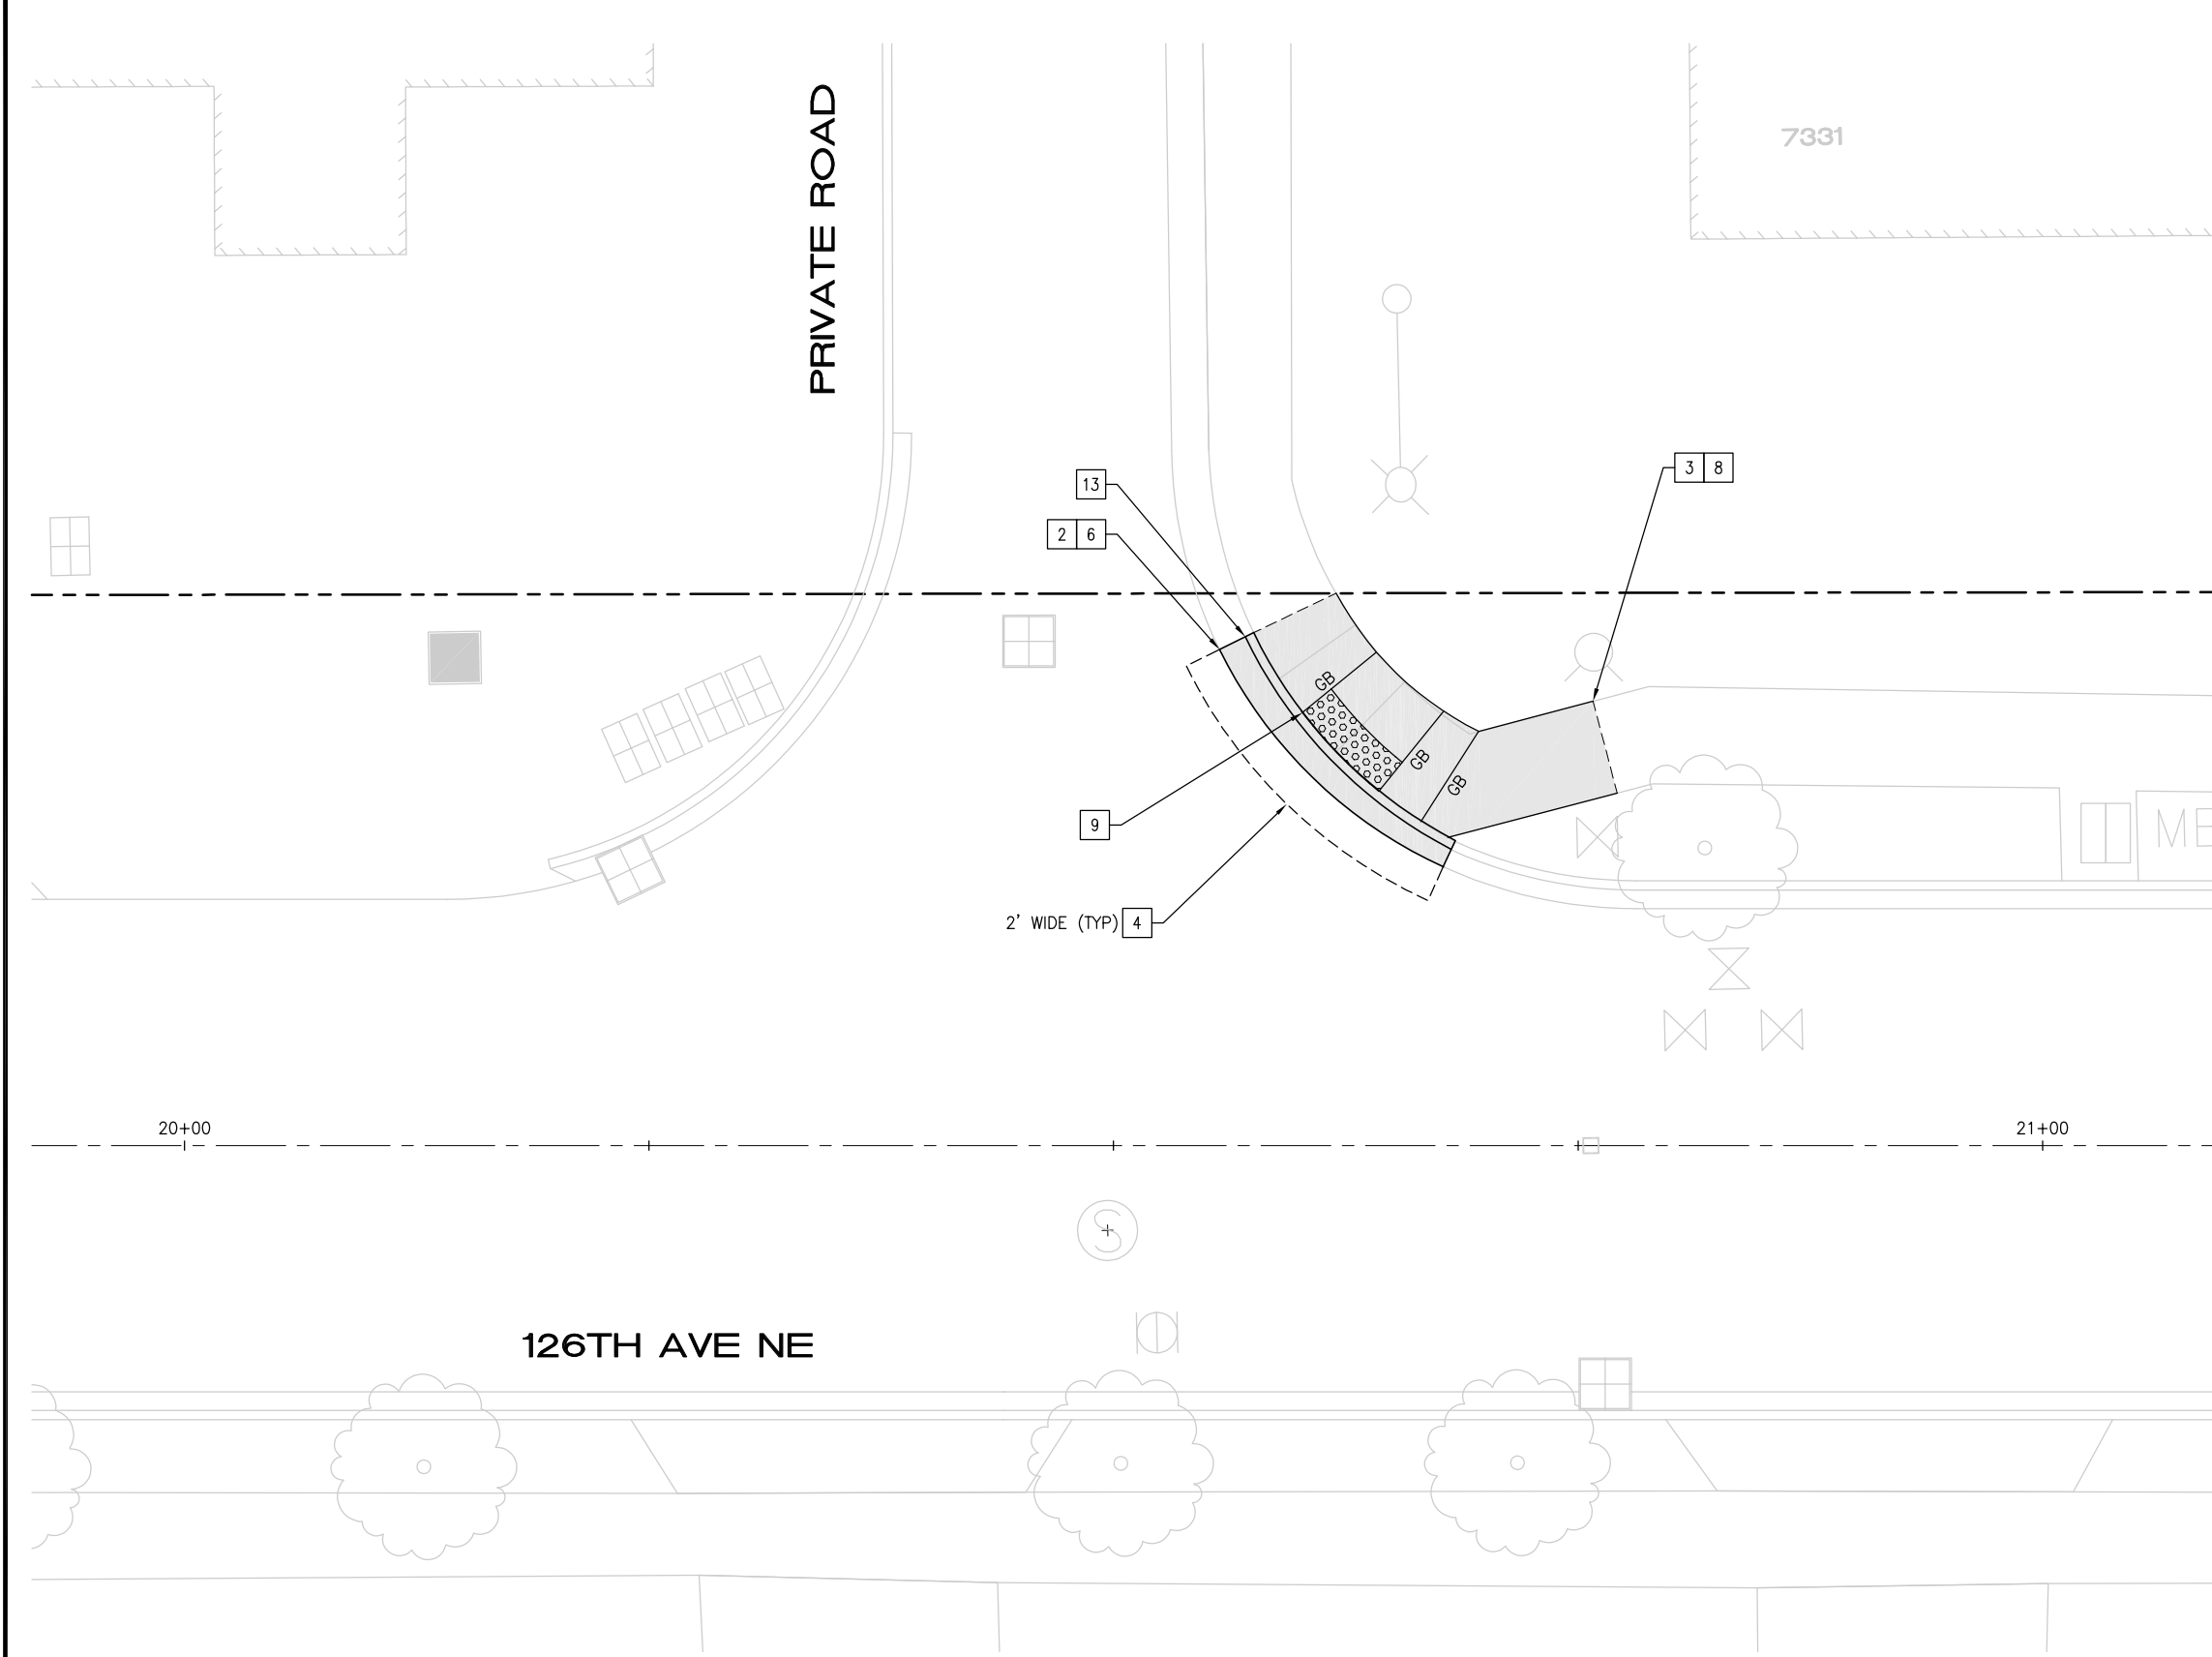 PRIVATE ROAD
7331
3 8
13
2 6
GB
GB
GB
9
2' WIDE (TYP) 4
20+00
21+00
S
126TH AVE NE